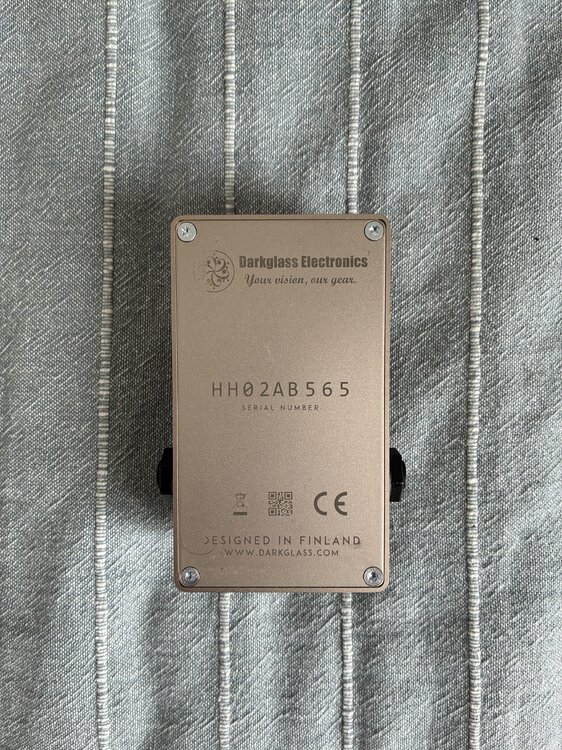 Darkglass Electronics
Your vision, our gear.
HH02AB565
SERIAL NUMBER
CE
DESIGNED IN FINLAND
WWW.DARKGLASS.COM